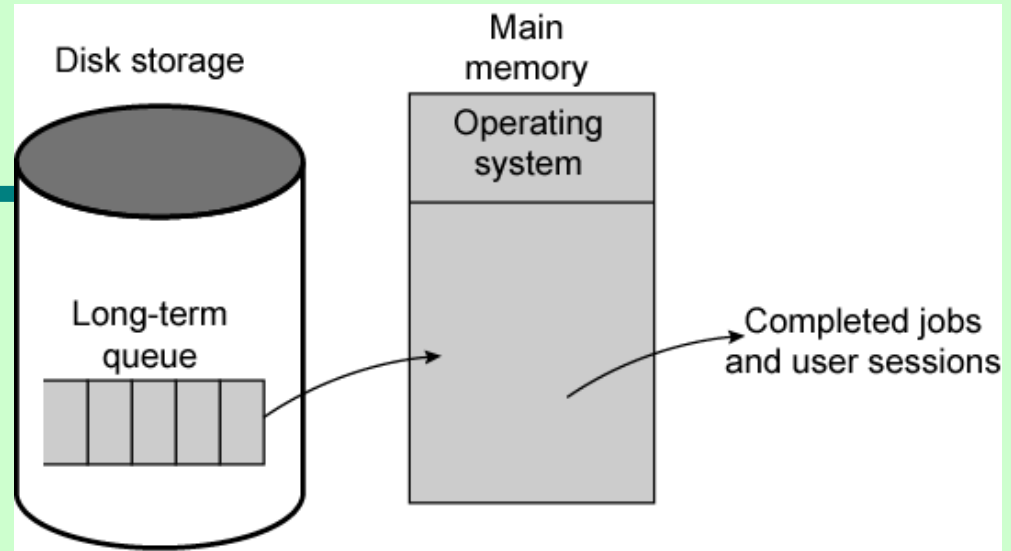 Disk storage
Main
memory
Operating
system
Long-term
queue
Completed jobs
and user sessions